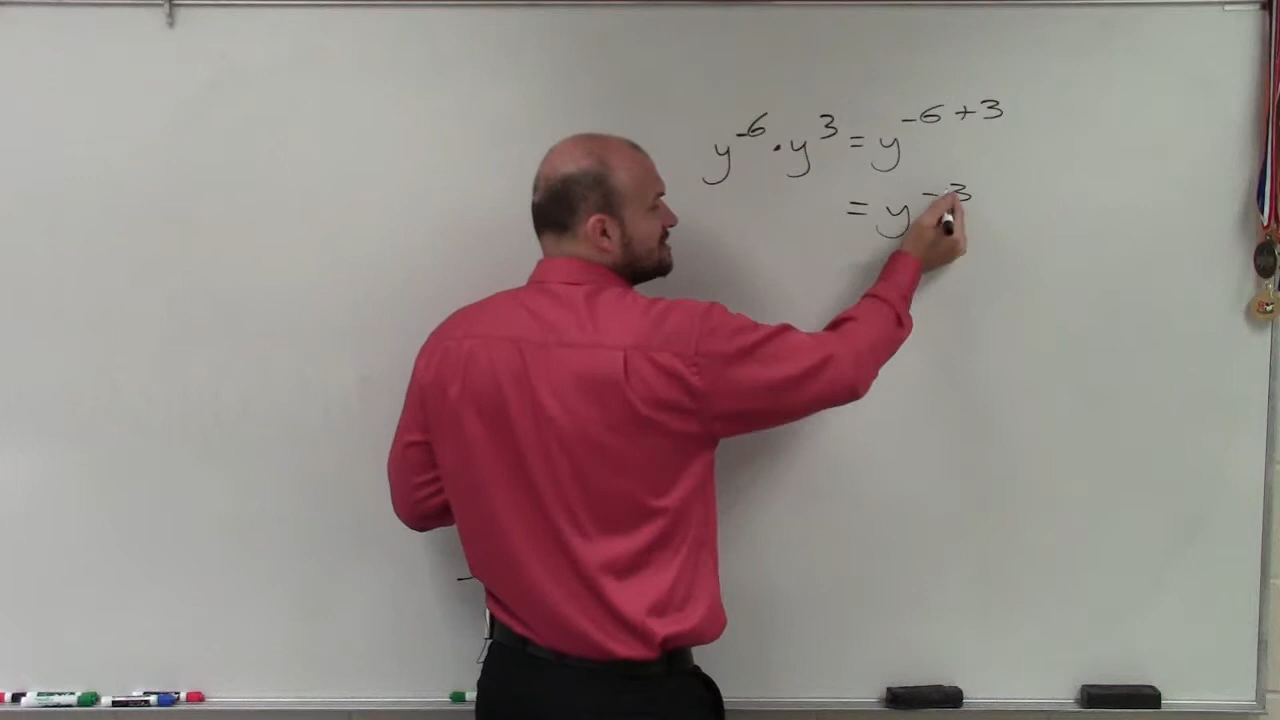 y⁻⁶ · y³ = y⁻⁶⁺³
= y⁻³